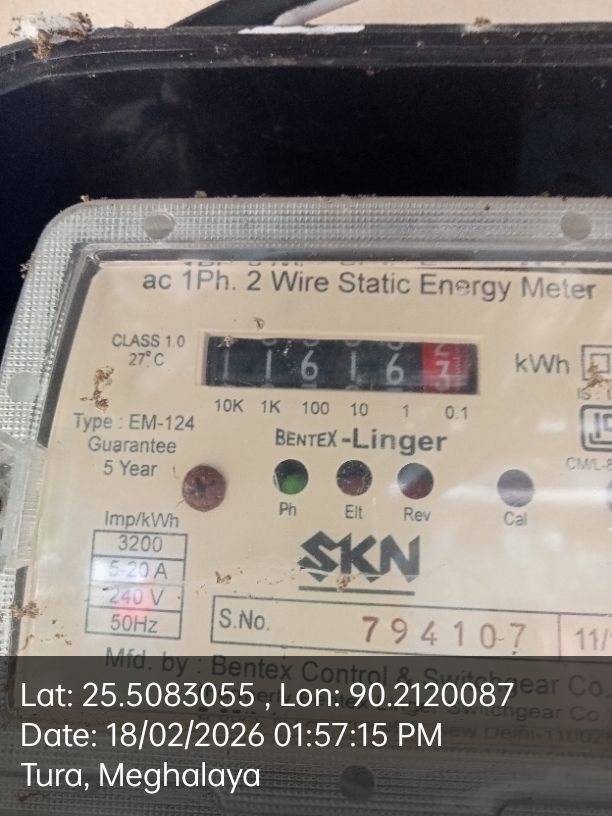 ac 1Ph. 2 Wire Static Energy Meter
CLASS 1.0
27°C
1 1 6 1 6 3
kWh
10K 1K 100 10 1 0.1
Type : EM-124
Guarantee
5 Year
BENTEX-Linger
Ph Elt Rev Cal
Imp/kWh
3200
5-20 A
240 V
50Hz
SKN
S.No. 794107 11/
Mfd. by : Bentex Control & Switchgear Co
Lat: 25.5083055 , Lon: 90.2120087
Date: 18/02/2026 01:57:15 PM
Tura, Meghalaya